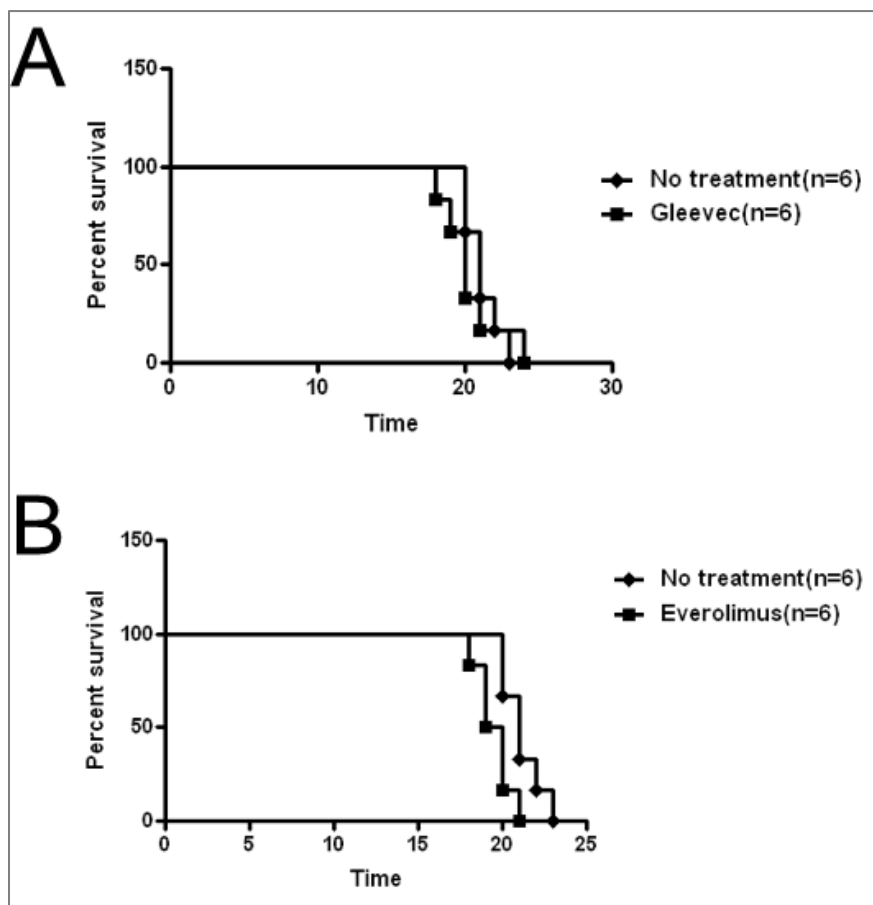 A
150
100
50
0
Percent survival
0 10 20 30
Time
No treatment(n=6)
Gleevec(n=6)
B
150
100
50
0
Percent survival
0 5 10 15 20 25
Time
No treatment(n=6)
Everolimus(n=6)